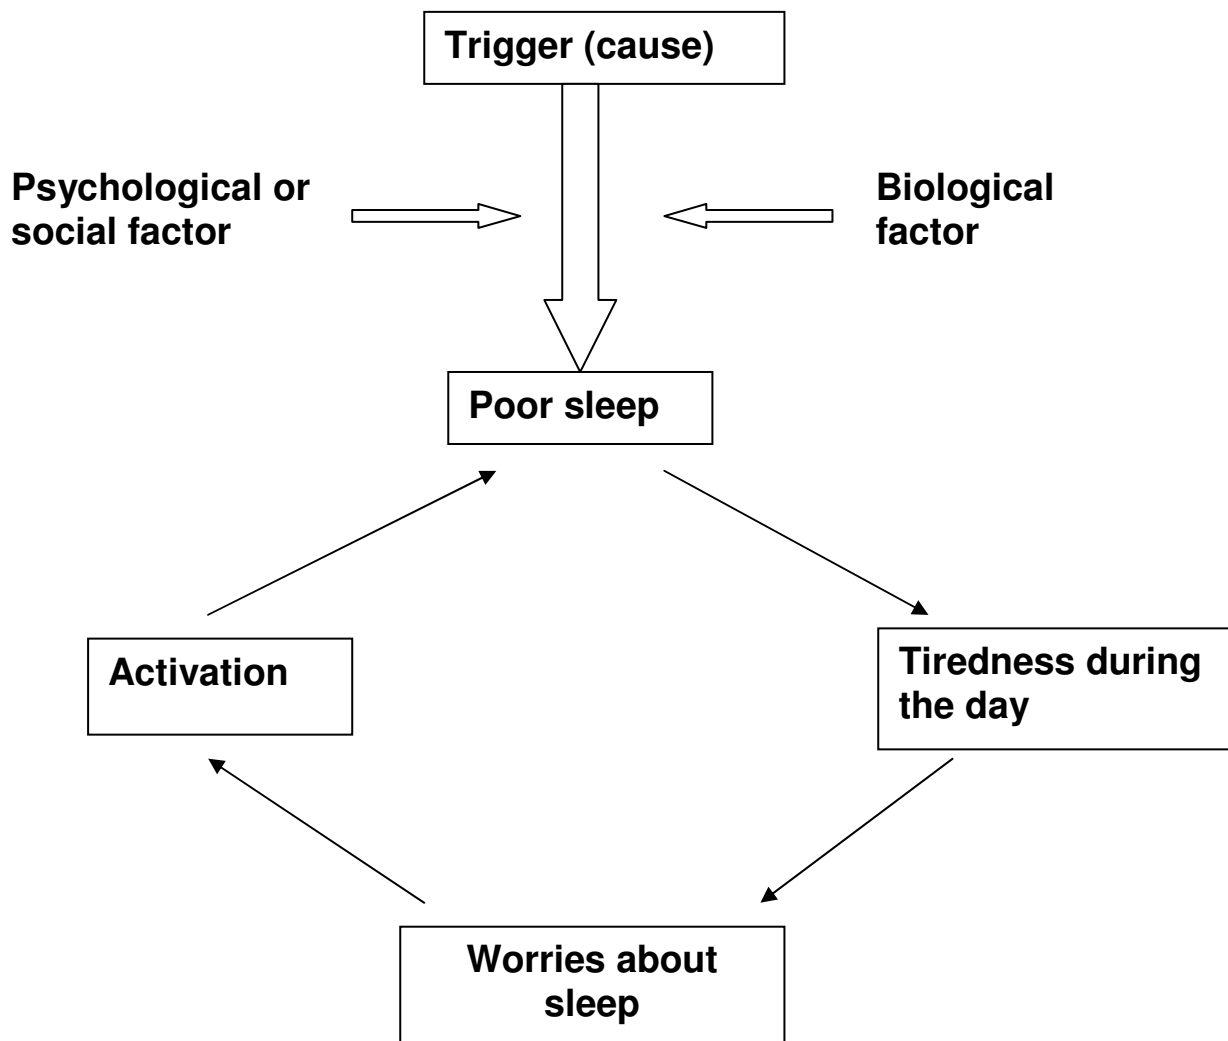 Trigger (cause)
Psychological or
social factor
Biological
factor
Poor sleep
Activation
Tiredness during
the day
Worries about
sleep